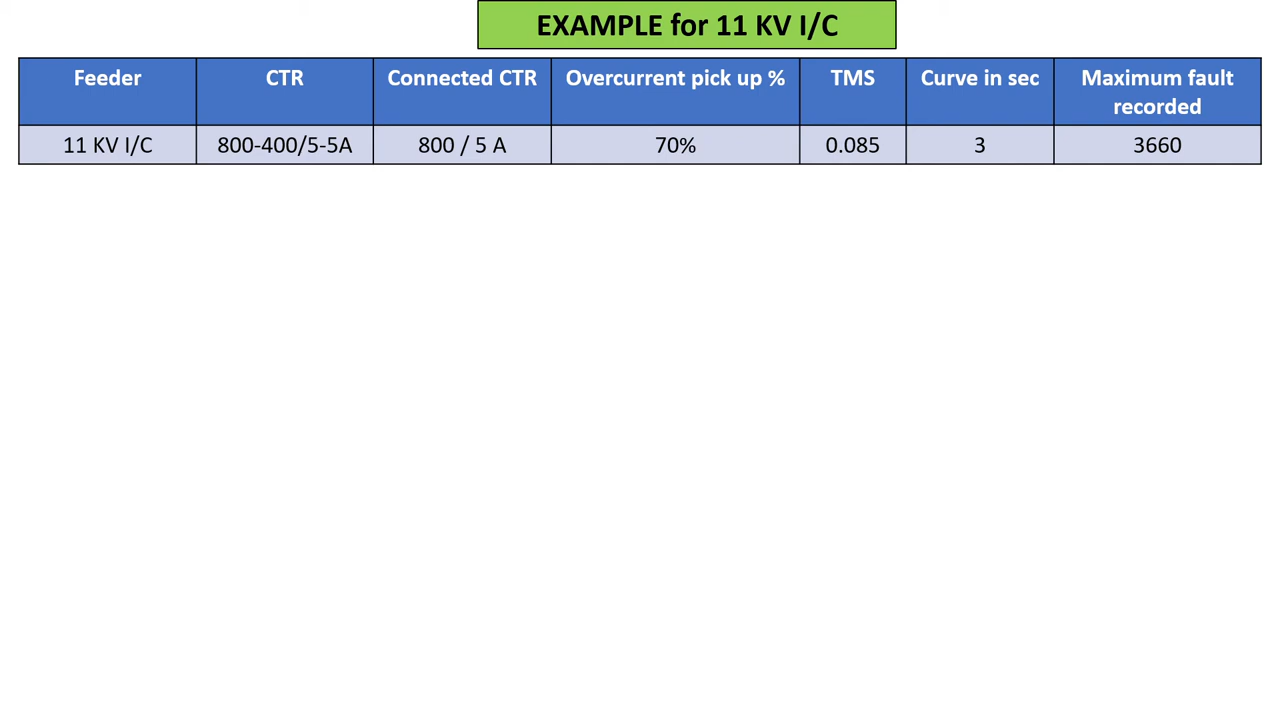 EXAMPLE for 11 KV I/C
Feeder CTR Connected CTR Overcurrent pick up % TMS Curve in sec Maximum fault recorded
11 KV I/C 800-400/5-5A 800 / 5 A 70% 0.085 3 3660